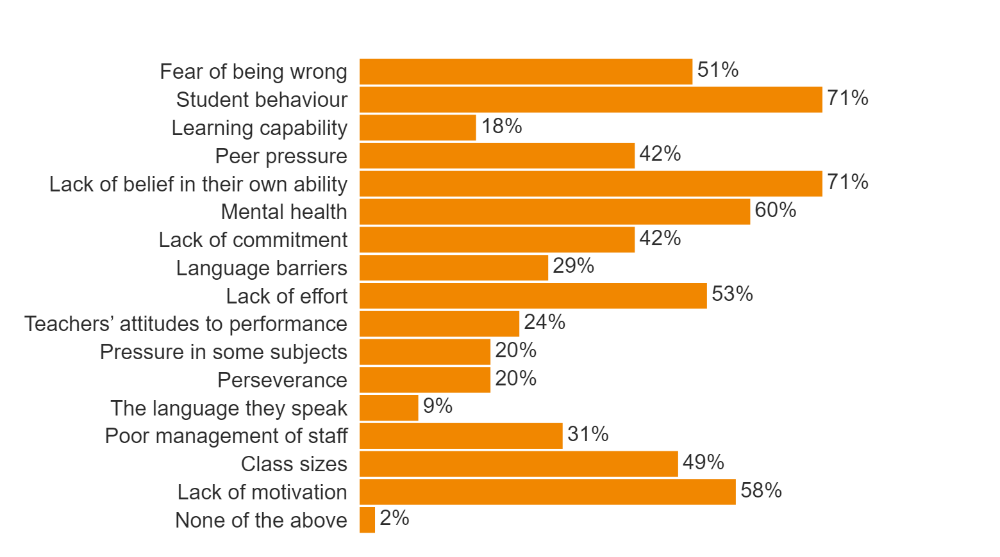 Fear of being wrong 51%
Student behaviour 71%
Learning capability 18%
Peer pressure 42%
Lack of belief in their own ability 71%
Mental health 60%
Lack of commitment 42%
Language barriers 29%
Lack of effort 53%
Teachers’ attitudes to performance 24%
Pressure in some subjects 20%
Perseverance 20%
The language they speak 9%
Poor management of staff 31%
Class sizes 49%
Lack of motivation 58%
None of the above 2%